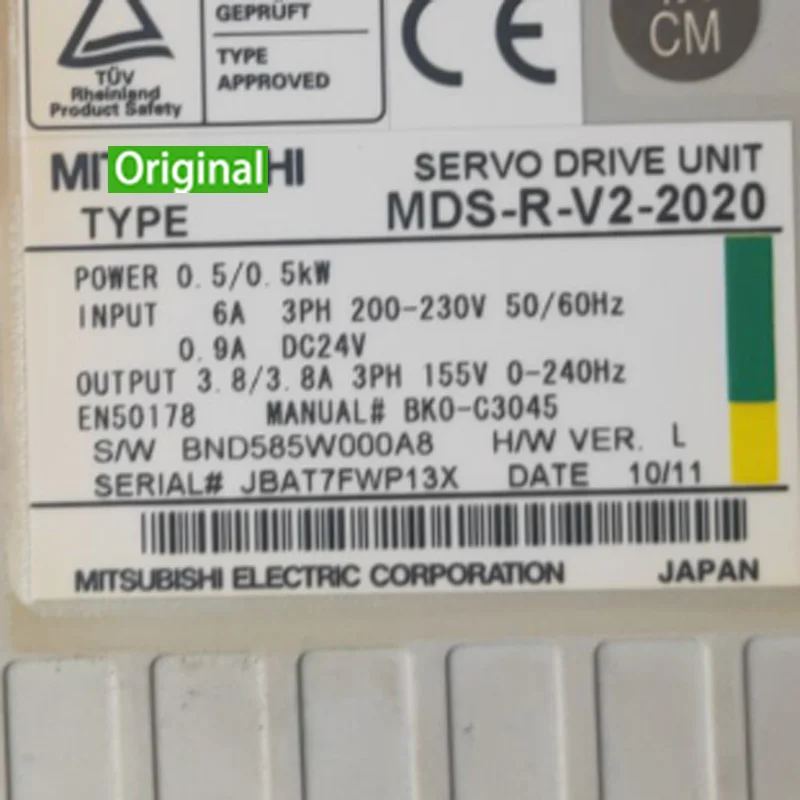 GEPRÜFT
TYPE
APPROVED
TÜV
Rheinland
Product Safety
CE
CM
Original
SERVO DRIVE UNIT
TYPE MDS-R-V2-2020
POWER 0.5/0.5kW
INPUT 6A 3PH 200-230V 50/60Hz
0.9A DC24V
OUTPUT 3.8/3.8A 3PH 155V 0-240Hz
EN50178 MANUAL# BKO-C3045
S/W BND585W000A8 H/W VER. L
SERIAL# JBAT7FWP13X DATE 10/11
MITSUBISHI ELECTRIC CORPORATION JAPAN